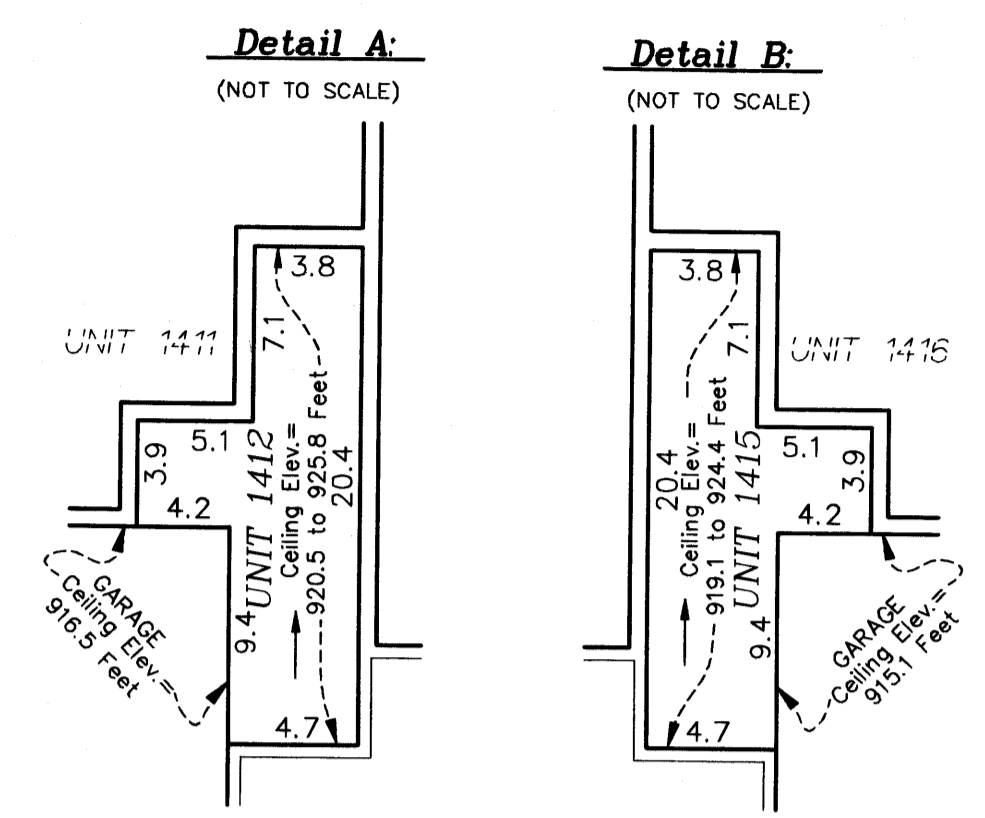 Detail A:
(NOT TO SCALE)
3.8
7.1
UNIT 1411
5.1
3.9
4.2
UNIT 1412
Ceiling Elev.=
920.5 to 925.8 Feet
20.4
9.4
4.7
GARAGE
Ceiling Elev.=
916.5 Feet
Detail B:
(NOT TO SCALE)
3.8
7.1
UNIT 1416
5.1
3.9
4.2
20.4
Ceiling Elev.=
919.1 to 924.4 Feet
UNIT 1415
9.4
4.7
GARAGE
Ceiling Elev.=
915.1 Feet